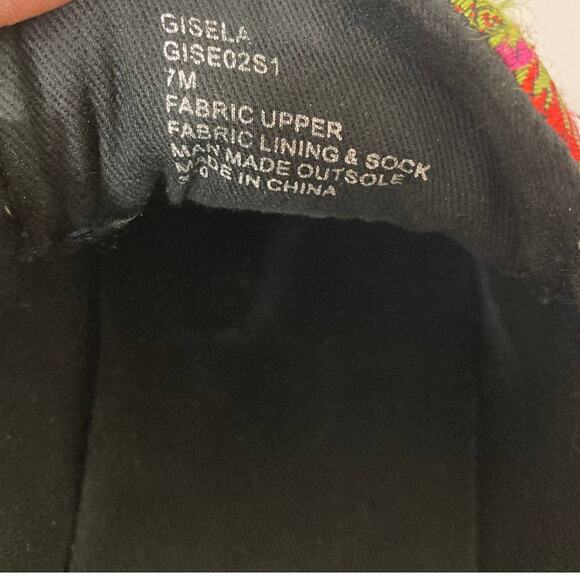 GISELA
GISE02S1
7M
FABRIC UPPER
FABRIC LINING & SOCK
MAN MADE OUTSOLE
MADE IN CHINA